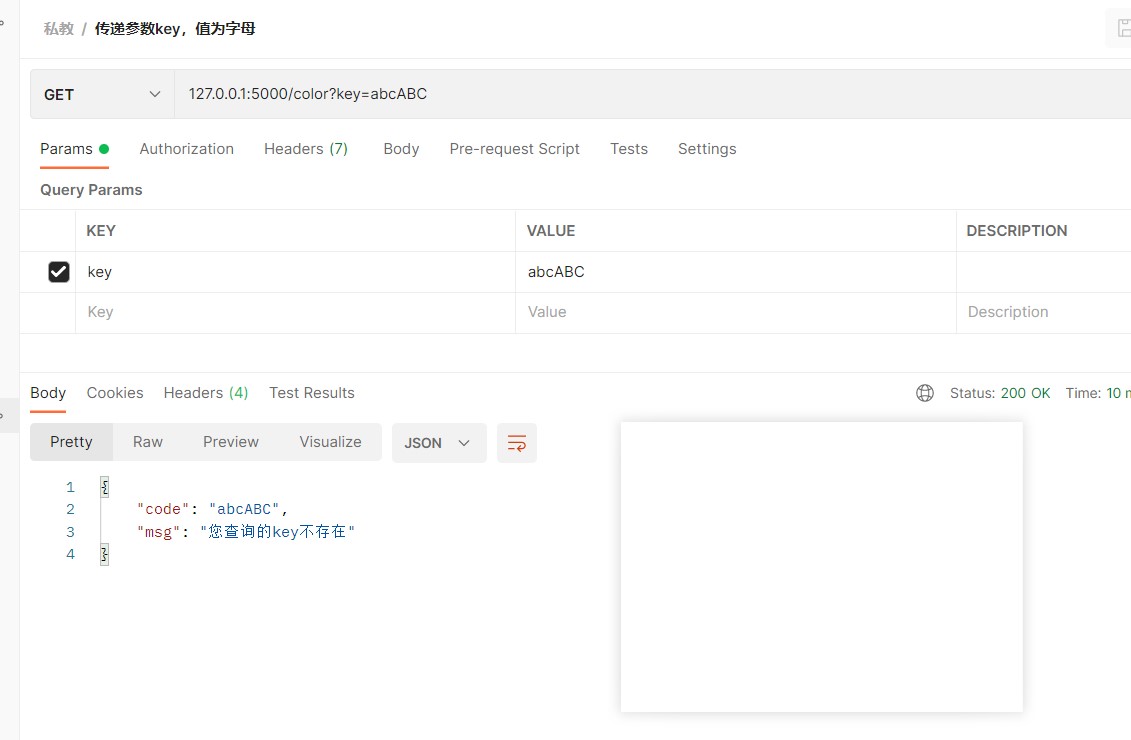 私教 / 传递参数key，值为字母
GET 127.0.0.1:5000/color?key=abcABC
Params Authorization Headers (7) Body Pre-request Script Tests Settings
Query Params
KEY VALUE DESCRIPTION
key abcABC
Key Value Description
Body Cookies Headers (4) Test Results Status: 200 OK Time: 10
Pretty Raw Preview Visualize JSON
1 {
2 "code": "abcABC",
3 "msg": "您查询的key不存在"
4 }